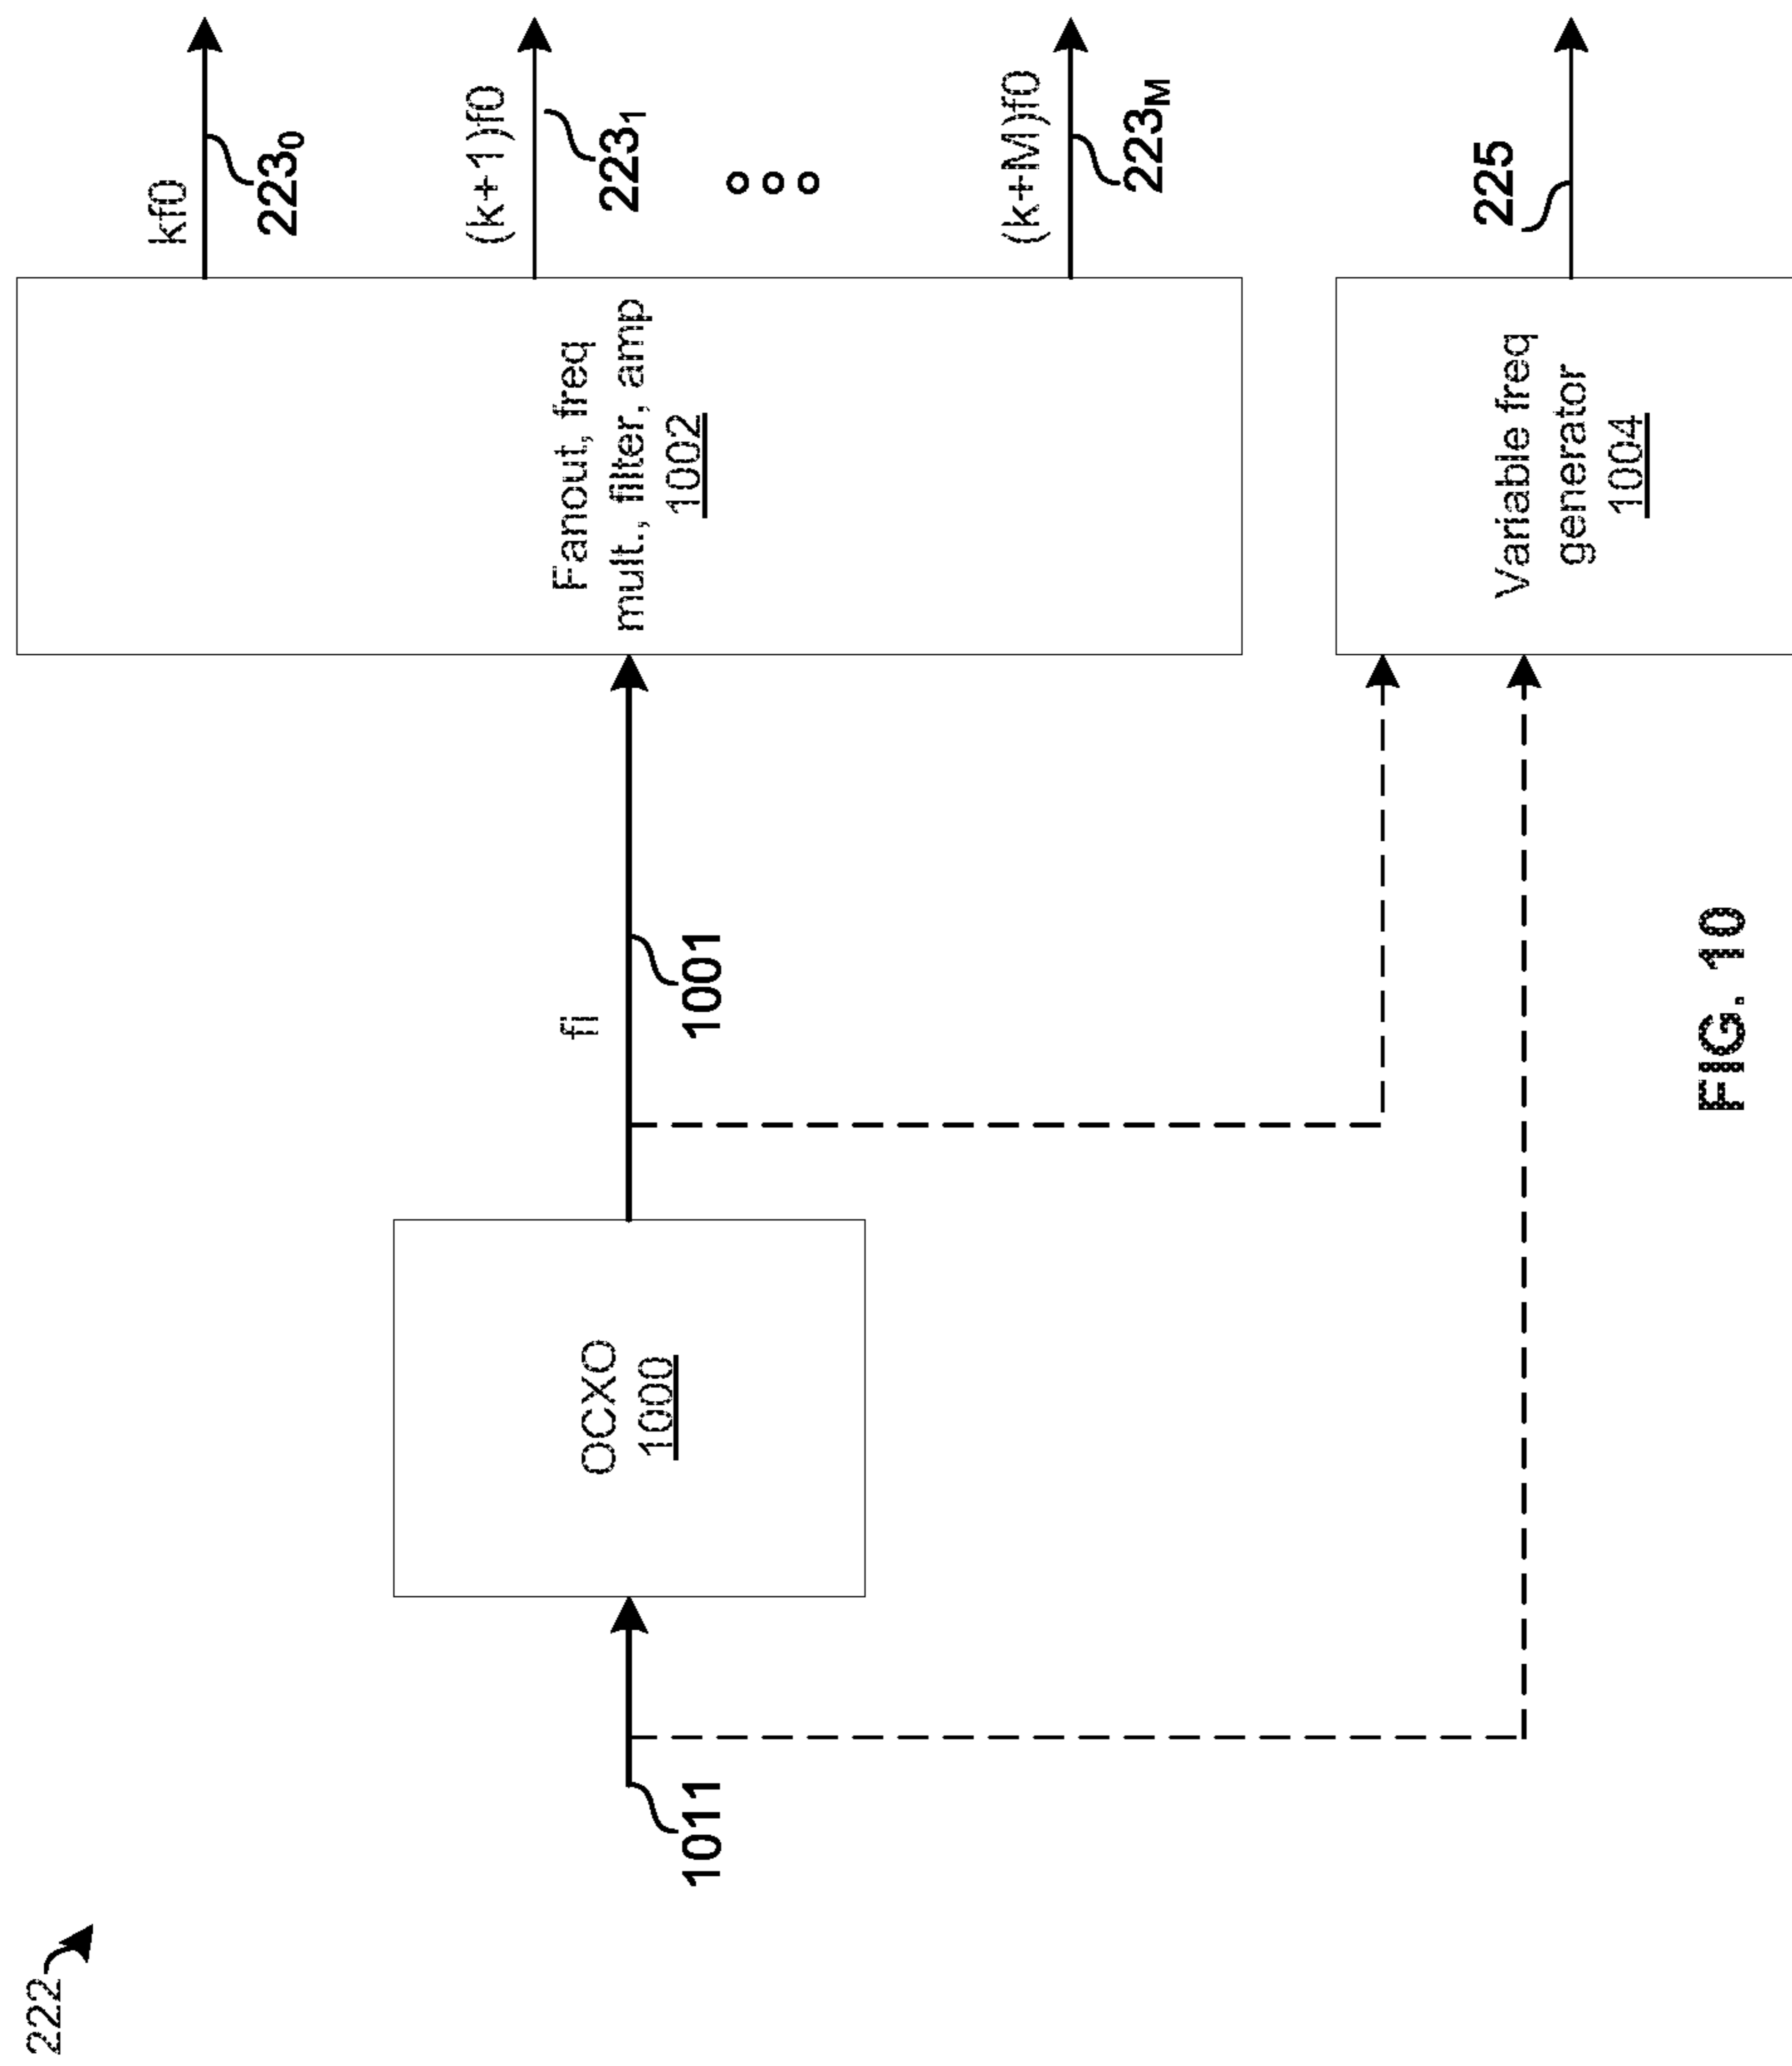 222
1011
OCXO
1000
fi
1001
Fanout, freq
mult., filter, amp
1002
kf0
223₀
(k+1)f0
223₁
(k+M)f0
223M
Variable freq
generator
1004
225
FIG. 10